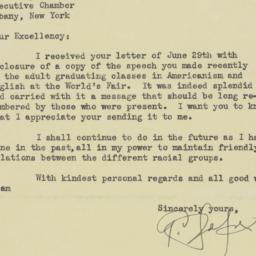 ecutive Chamber
bany, New York
ur Excellency:
I received your letter of June 29th with
closure of a copy of the speech you made recently
the adult graduating classes in Americanism and
glish at the World's Fair. It was indeed splendid
d carried with it a message that should be long re-
mbered by those who were present. I want you to kn
at I appreciate your sending it to me.
I shall continue to do in the future as I ha
ne in the past, all in my power to maintain friendly
lations between the different racial groups.
With kindest personal regards and all good w
am
Sincerely yours,